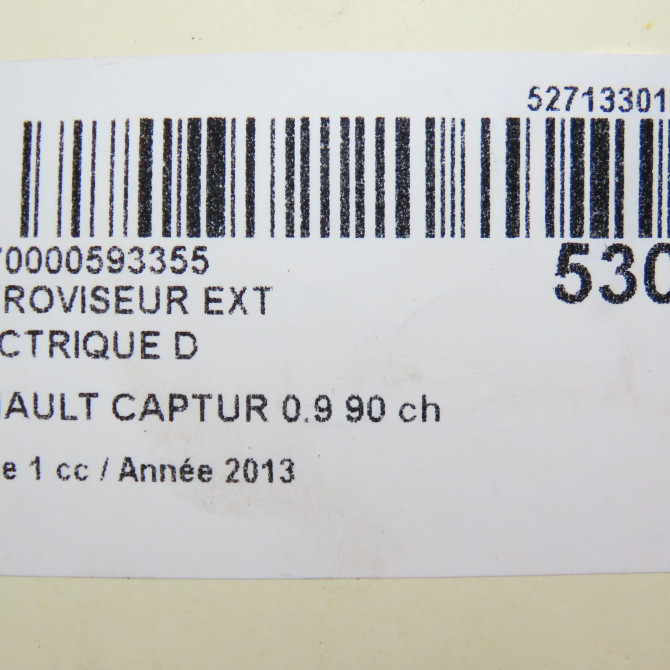 52713301
70000593355
530
ROVISEUR EXT
CTRIQUE D
AULT CAPTUR 0.9 90 ch
e 1 cc / Année 2013